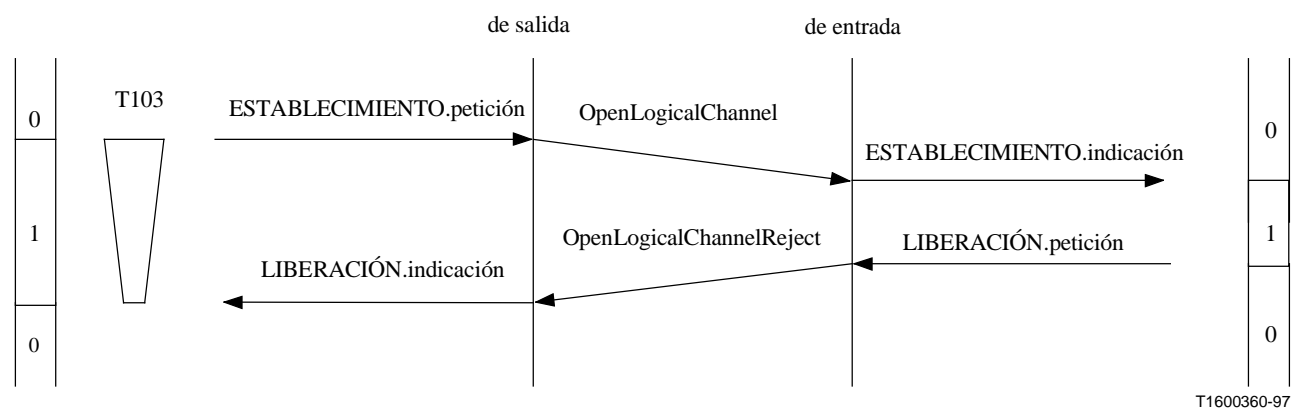 de salida
de entrada
T103
ESTABLECIMIENTO.petición
OpenLogicalChannel
0
0
ESTABLECIMIENTO.indicación
1
OpenLogicalChannelReject
LIBERACIÓN.petición
1
LIBERACIÓN.indicación
0
0
T1600360-97